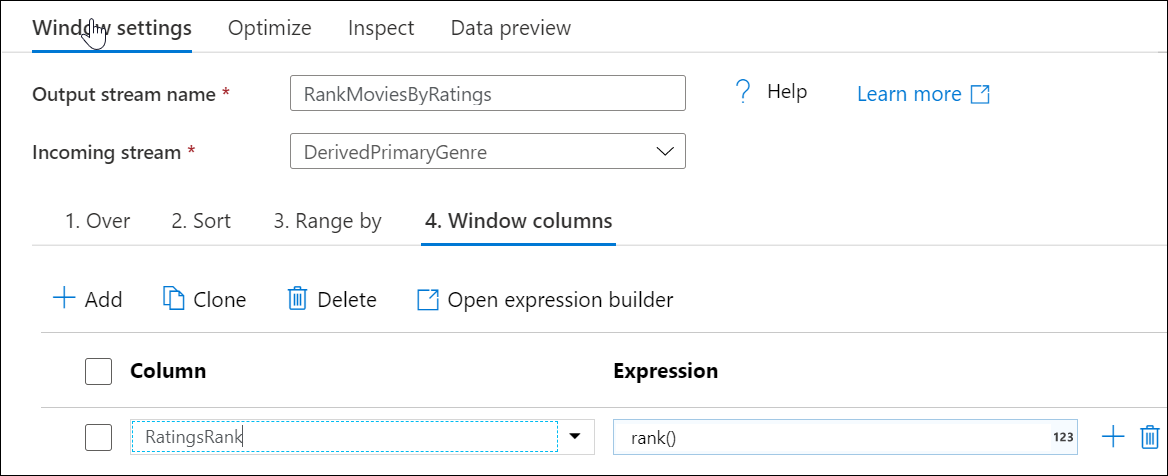 Window settings Optimize Inspect Data preview
Output stream name * RankMoviesByRatings ? Help Learn more
Incoming stream * DerivedPrimaryGenre
1. Over 2. Sort 3. Range by 4. Window columns
Add Clone Delete Open expression builder
Column Expression
RatingsRank rank() 123